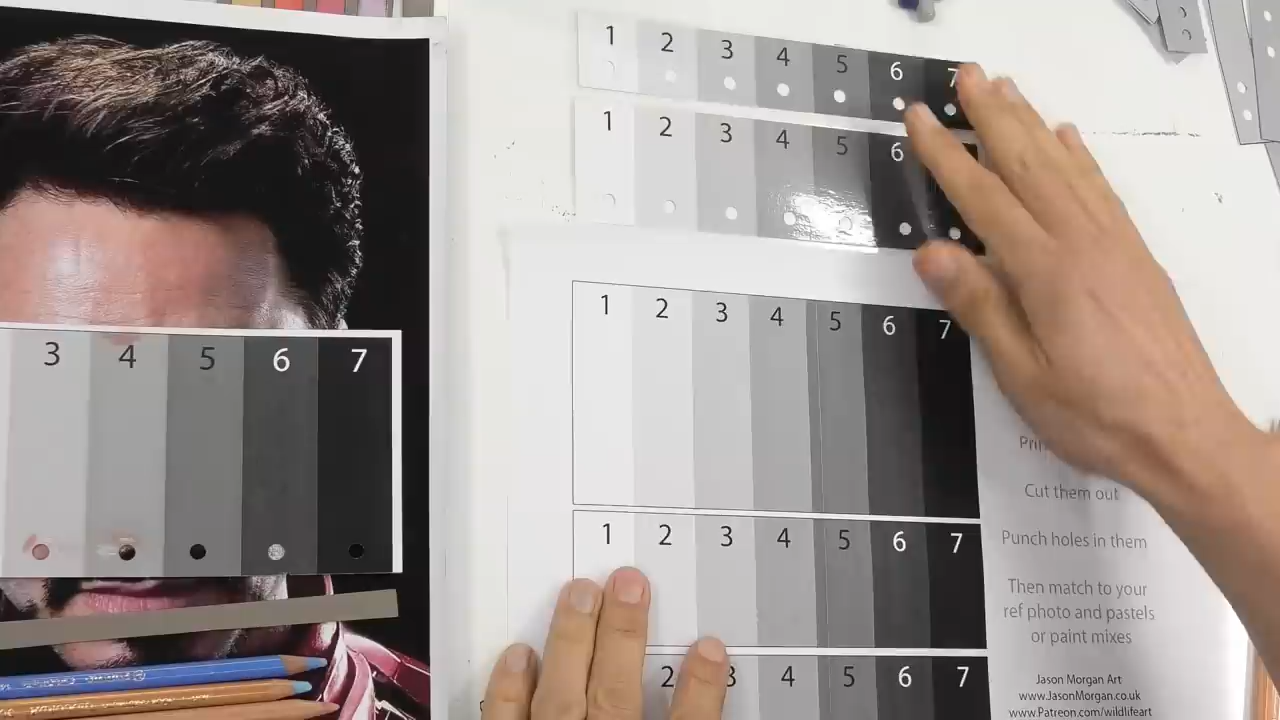 1 2 3 4 5 6 7
1 2 3 4 5 6
1 2 3 4 5 6 7
3 4 5 6 7
1 2 3 4 5 6 7
2 3 4 5 6 7
Cut them out
Punch holes in them
Then match to your
ref photo and pastels
or paint mixes
Jason Morgan Art
www.JasonMorgan.co.uk
www.Patreon.com/wildlifeart